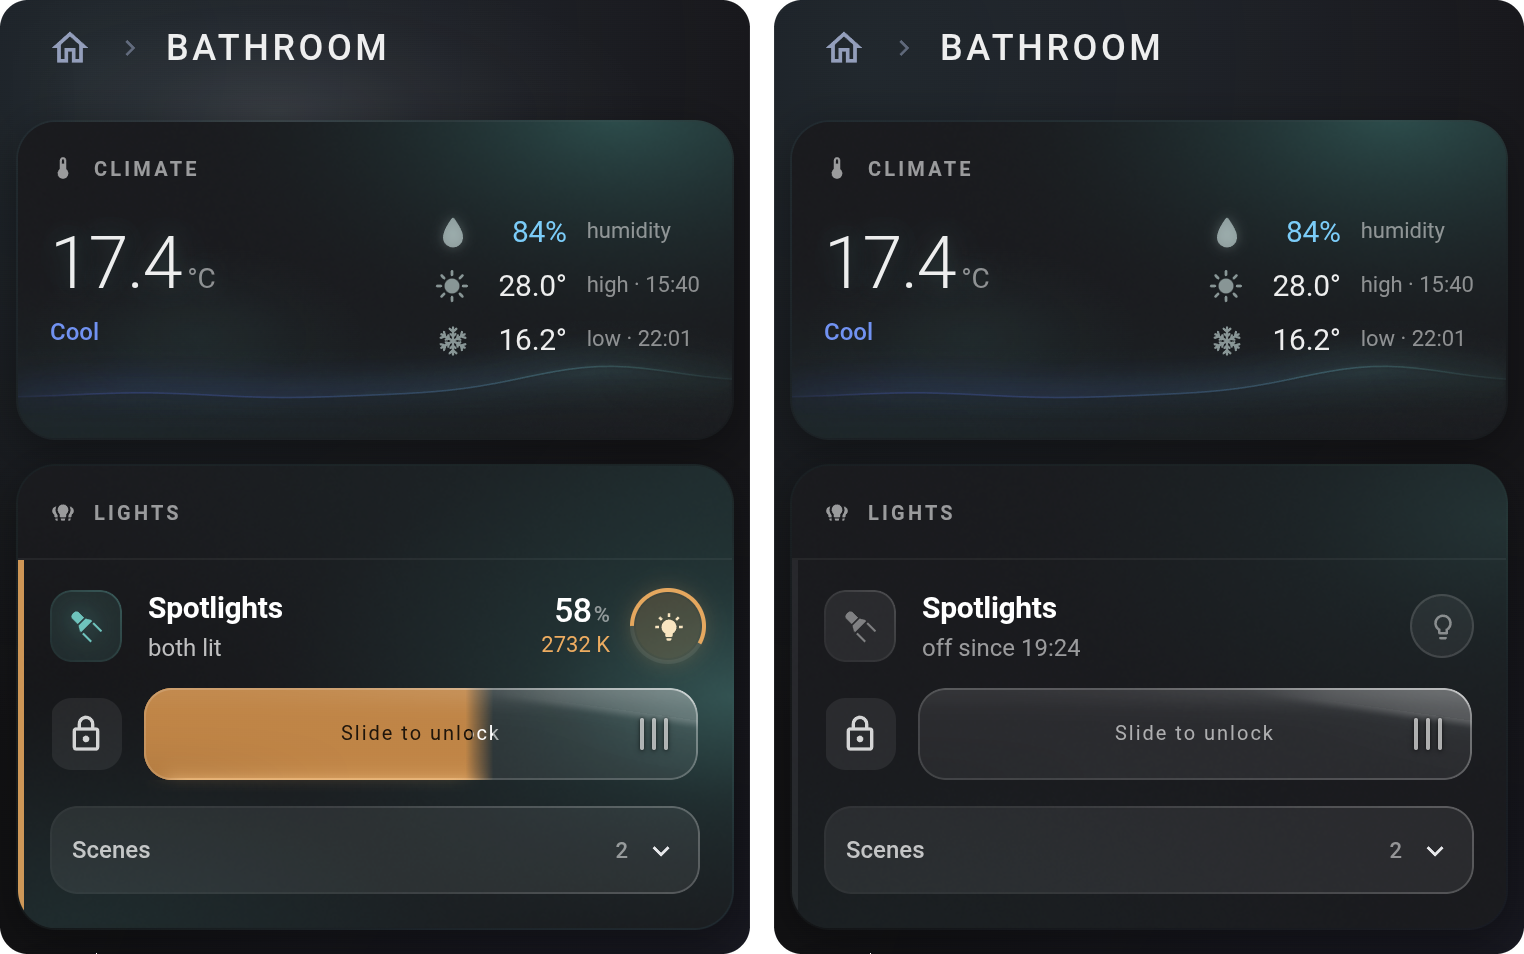 BATHROOM
CLIMATE
17.4 °C
Cool
84% humidity
28.0° high · 15:40
16.2° low · 22:01
LIGHTS
Spotlights
both lit
58 %
2732 K
Slide to unlock
Scenes 2
BATHROOM
CLIMATE
17.4 °C
Cool
84% humidity
28.0° high · 15:40
16.2° low · 22:01
LIGHTS
Spotlights
off since 19:24
Slide to unlock
Scenes 2